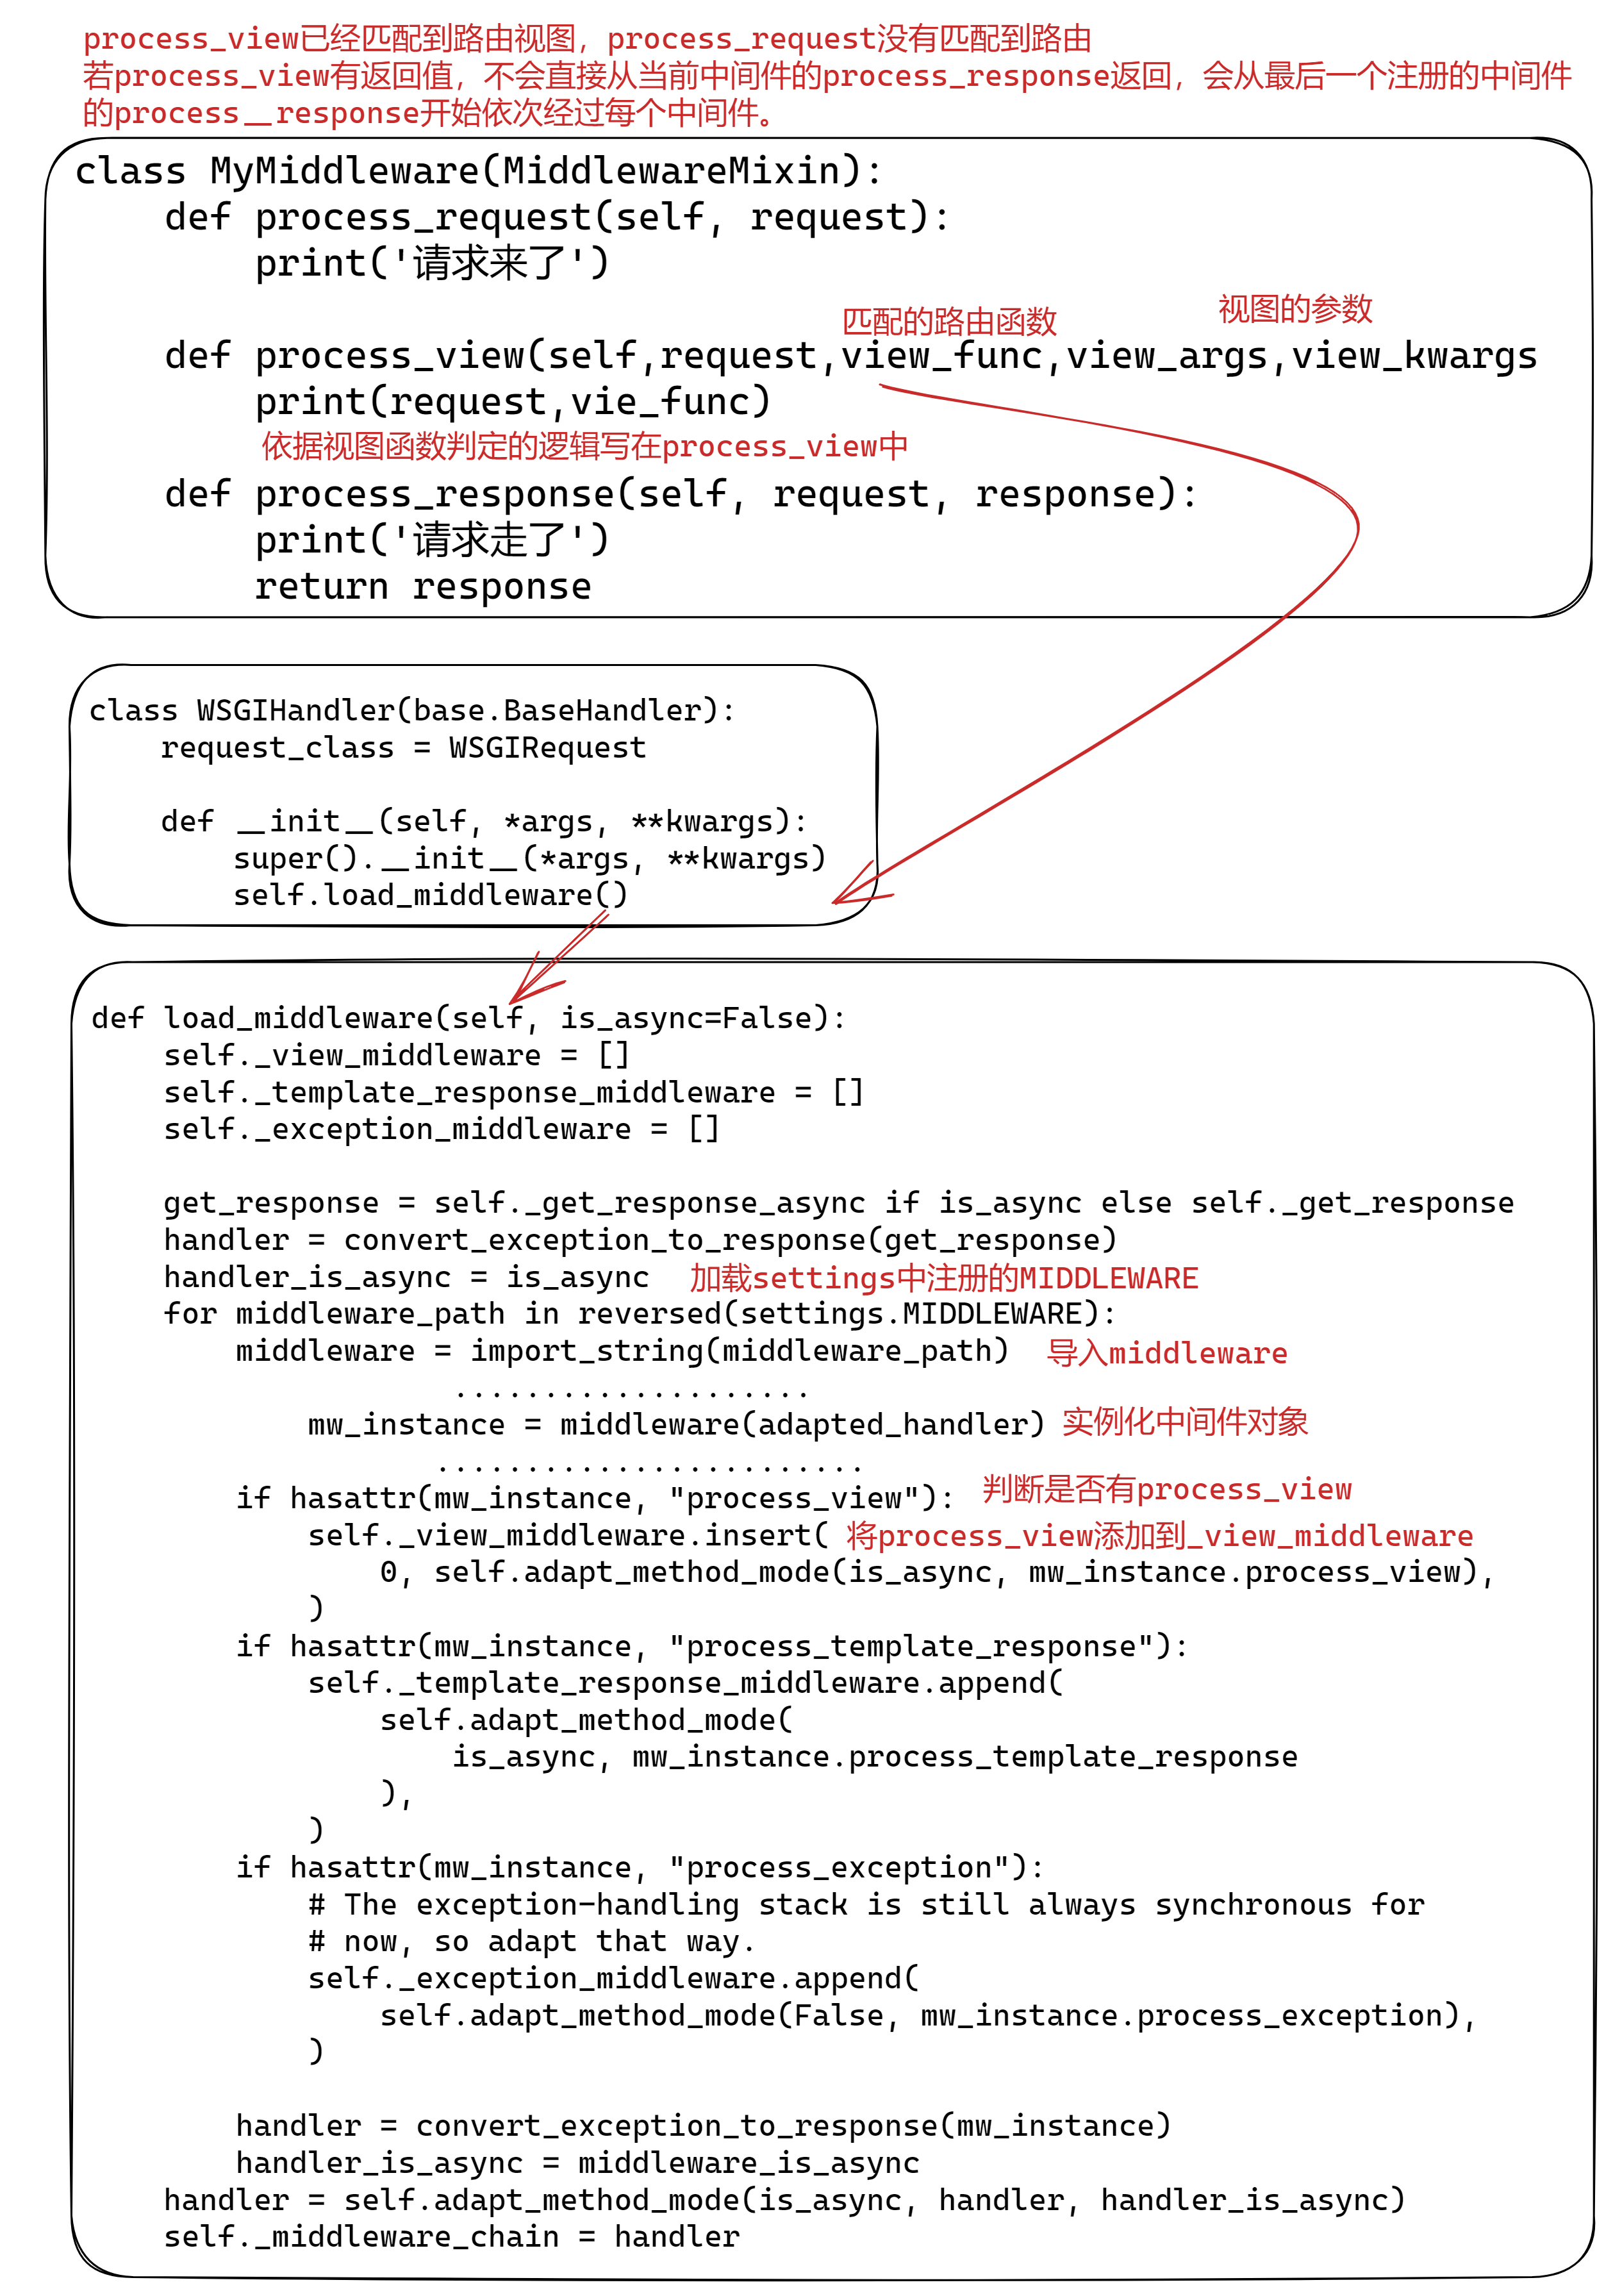 process_view已经匹配到路由视图，process_request没有匹配到路由
若process_view有返回值，不会直接从当前中间件的process_response返回，会从最后一个注册的中间件
的process__response开始依次经过每个中间件。
class MyMiddleware(MiddlewareMixin):
    def process_request(self, request):
        print('请求来了')
匹配的路由函数 视图的参数
    def process_view(self,request,view_func,view_args,view_kwargs
        print(request,vie_func)
        依据视图函数判定的逻辑写在process_view中
    def process_response(self, request, response):
        print('请求走了')
        return response
class WSGIHandler(base.BaseHandler):
    request_class = WSGIRequest
    def __init__(self, *args, **kwargs):
        super().__init__(*args, **kwargs)
        self.load_middleware()
def load_middleware(self, is_async=False):
    self._view_middleware = []
    self._template_response_middleware = []
    self._exception_middleware = []
    get_response = self._get_response_async if is_async else self._get_response
    handler = convert_exception_to_response(get_response)
    handler_is_async = is_async 加载settings中注册的MIDDLEWARE
    for middleware_path in reversed(settings.MIDDLEWARE):
        middleware = import_string(middleware_path) 导入middleware
                    ....................
            mw_instance = middleware(adapted_handler) 实例化中间件对象
                   ........................
        if hasattr(mw_instance, "process_view"): 判断是否有process_view
            self._view_middleware.insert( 将process_view添加到_view_middleware
                0, self.adapt_method_mode(is_async, mw_instance.process_view),
            )
        if hasattr(mw_instance, "process_template_response"):
            self._template_response_middleware.append(
                self.adapt_method_mode(
                    is_async, mw_instance.process_template_response
                ),
            )
        if hasattr(mw_instance, "process_exception"):
            # The exception-handling stack is still always synchronous for
            # now, so adapt that way.
            self._exception_middleware.append(
                self.adapt_method_mode(False, mw_instance.process_exception),
            )
        handler = convert_exception_to_response(mw_instance)
        handler_is_async = middleware_is_async
    handler = self.adapt_method_mode(is_async, handler, handler_is_async)
    self._middleware_chain = handler